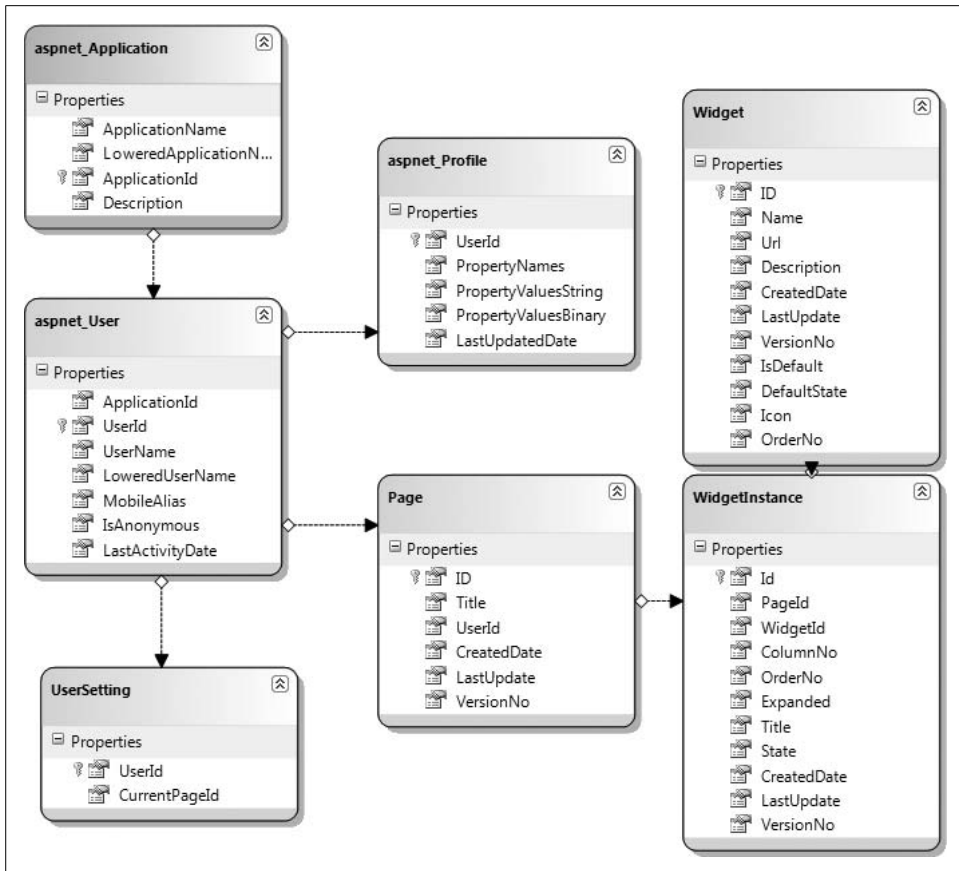 aspnet_Application
Properties
ApplicationName
LoweredApplicationN...
ApplicationId
Description
aspnet_User
Properties
ApplicationId
UserId
UserName
LoweredUserName
MobileAlias
IsAnonymous
LastActivityDate
UserSetting
Properties
UserId
CurrentPageId
aspnet_Profile
Properties
UserId
PropertyNames
PropertyValuesString
PropertyValuesBinary
LastUpdatedDate
Page
Properties
ID
Title
UserId
CreatedDate
LastUpdate
VersionNo
Widget
Properties
ID
Name
Url
Description
CreatedDate
LastUpdate
VersionNo
IsDefault
DefaultState
Icon
OrderNo
WidgetInstance
Properties
Id
PageId
WidgetId
ColumnNo
OrderNo
Expanded
Title
State
CreatedDate
LastUpdate
VersionNo